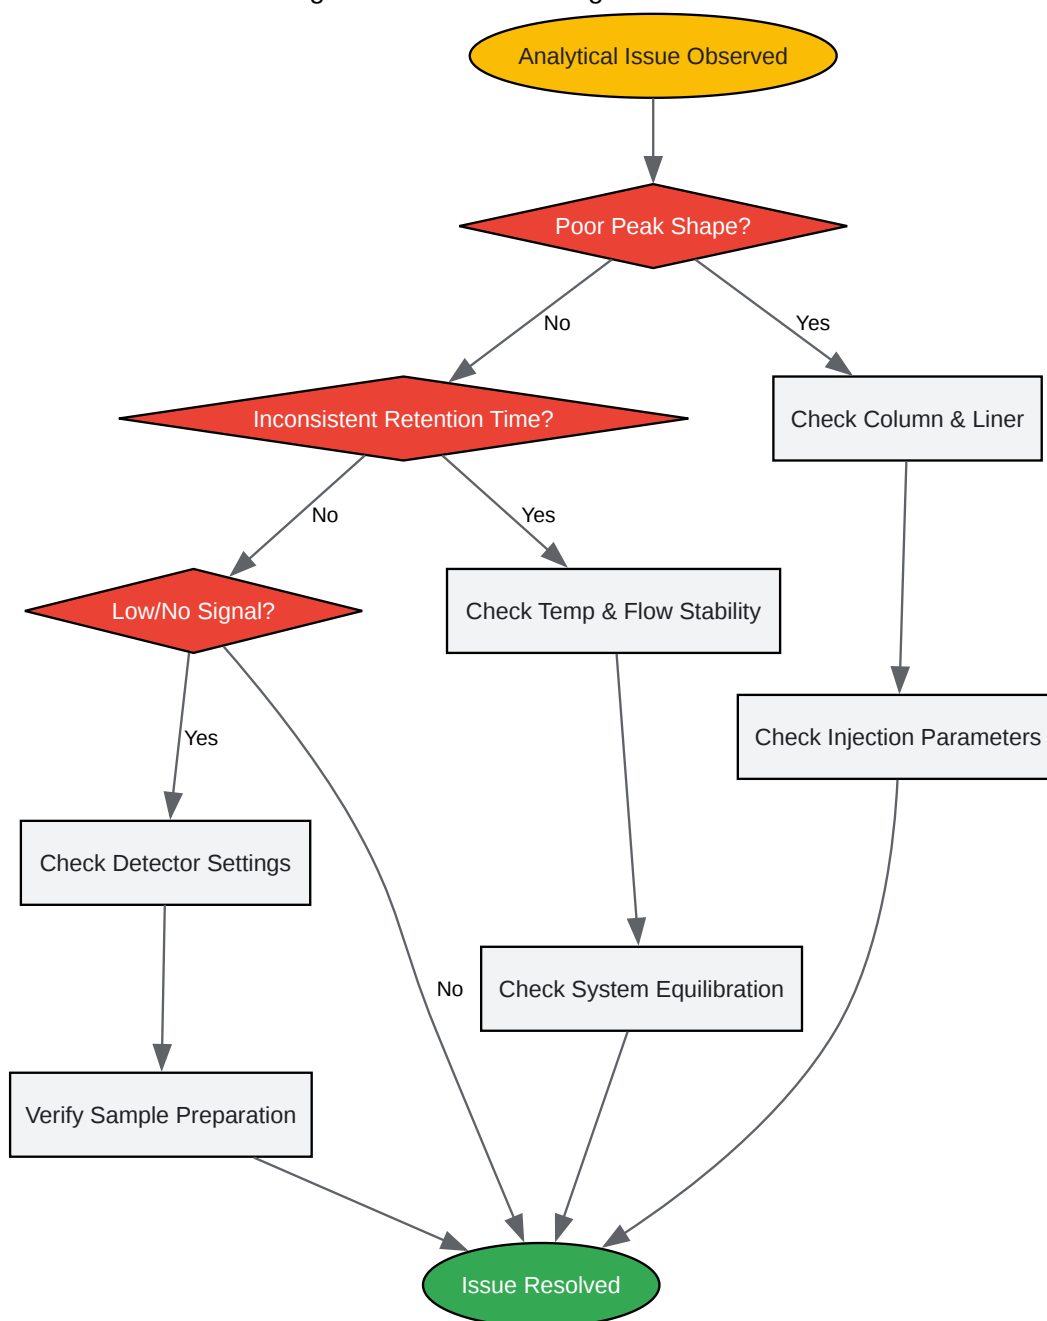 Analytical Issue Observed
Poor Peak Shape?
No
Yes
Inconsistent Retention Time?
Check Column & Liner
No
Yes
Low/No Signal?
Check Temp & Flow Stability
Yes
Check Injection Parameters
Check Detector Settings
No
Check System Equilibration
Verify Sample Preparation
Issue Resolved